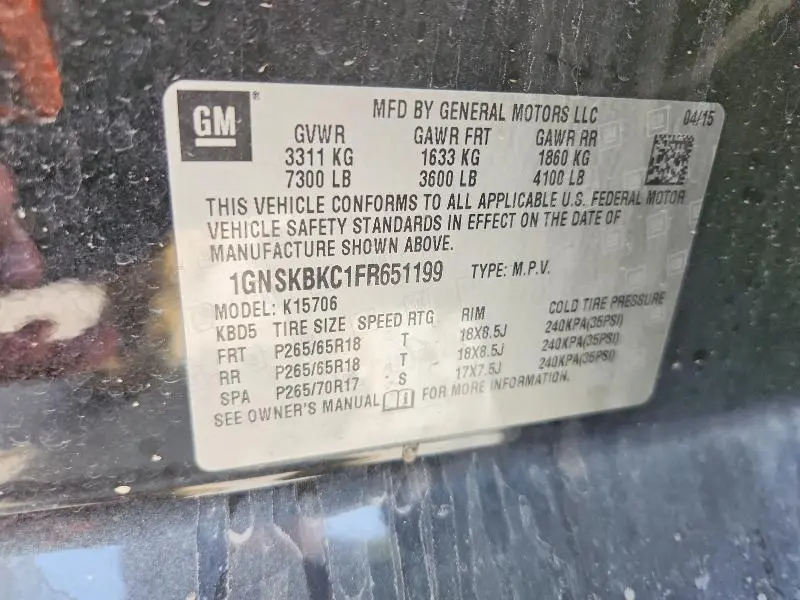 GM ®
MFD BY GENERAL MOTORS LLC 04/15
GVWR GAWR FRT GAWR RR
3311 KG 1633 KG 1860 KG
7300 LB 3600 LB 4100 LB
THIS VEHICLE CONFORMS TO ALL APPLICABLE U.S. FEDERAL MOTOR
VEHICLE SAFETY STANDARDS IN EFFECT ON THE DATE OF
MANUFACTURE SHOWN ABOVE.
1GNSKBKC1FR651199 TYPE: M.P.V.
MODEL: K15706
KBD5 TIRE SIZE SPEED RTG RIM COLD TIRE PRESSURE
FRT P265/65R18 T - 18X8.5J 240KPA(35PSI)
RR P265/65R18 T - 18X8.5J 240KPA(35PSI)
SPA P265/70R17 S 17X7.5J 240KPA(35PSI)
SEE OWNER'S MANUAL FOR MORE INFORMATION.